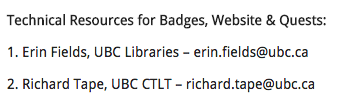 Technical Resources for Badges, Website & Quests:
1. Erin Fields, UBC Libraries – erin.fields@ubc.ca
2. Richard Tape, UBC CTLT – richard.tape@ubc.ca